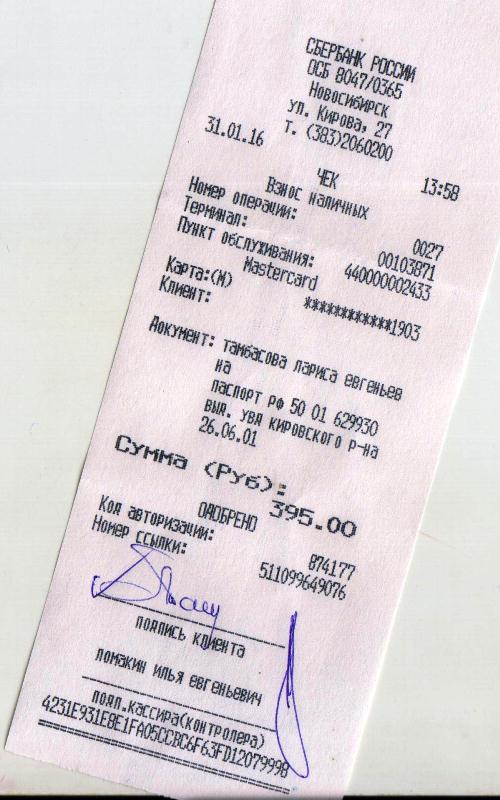 СБЕРБАНК РОССИИ
ОСБ 8047/0365
Новосибирск
ул. Кирова, 27
т. (383)2060200
31.01.16
ЧЕК
13:58
Взнос наличных
Номер операции: 0027
Терминал: 00103871
Пункт обслуживания: 440000002433
Mastercard
Карта:(М) ************1903
Клиент:
тамбасова лариса евгеньев
на
Документ: паспорт рф 50 01 629930
выд. увд кировского р-на
26.06.01
Сумма (Руб): 395.00
ОДОБРЕНО
Код авторизации: 874177
Номер ссылки: 511099649076
подпись клиента
ломакин илья евгеньевич
подп.кассира(контролера)
4231E931E8E1FA05CCBC6F63FD1207999B